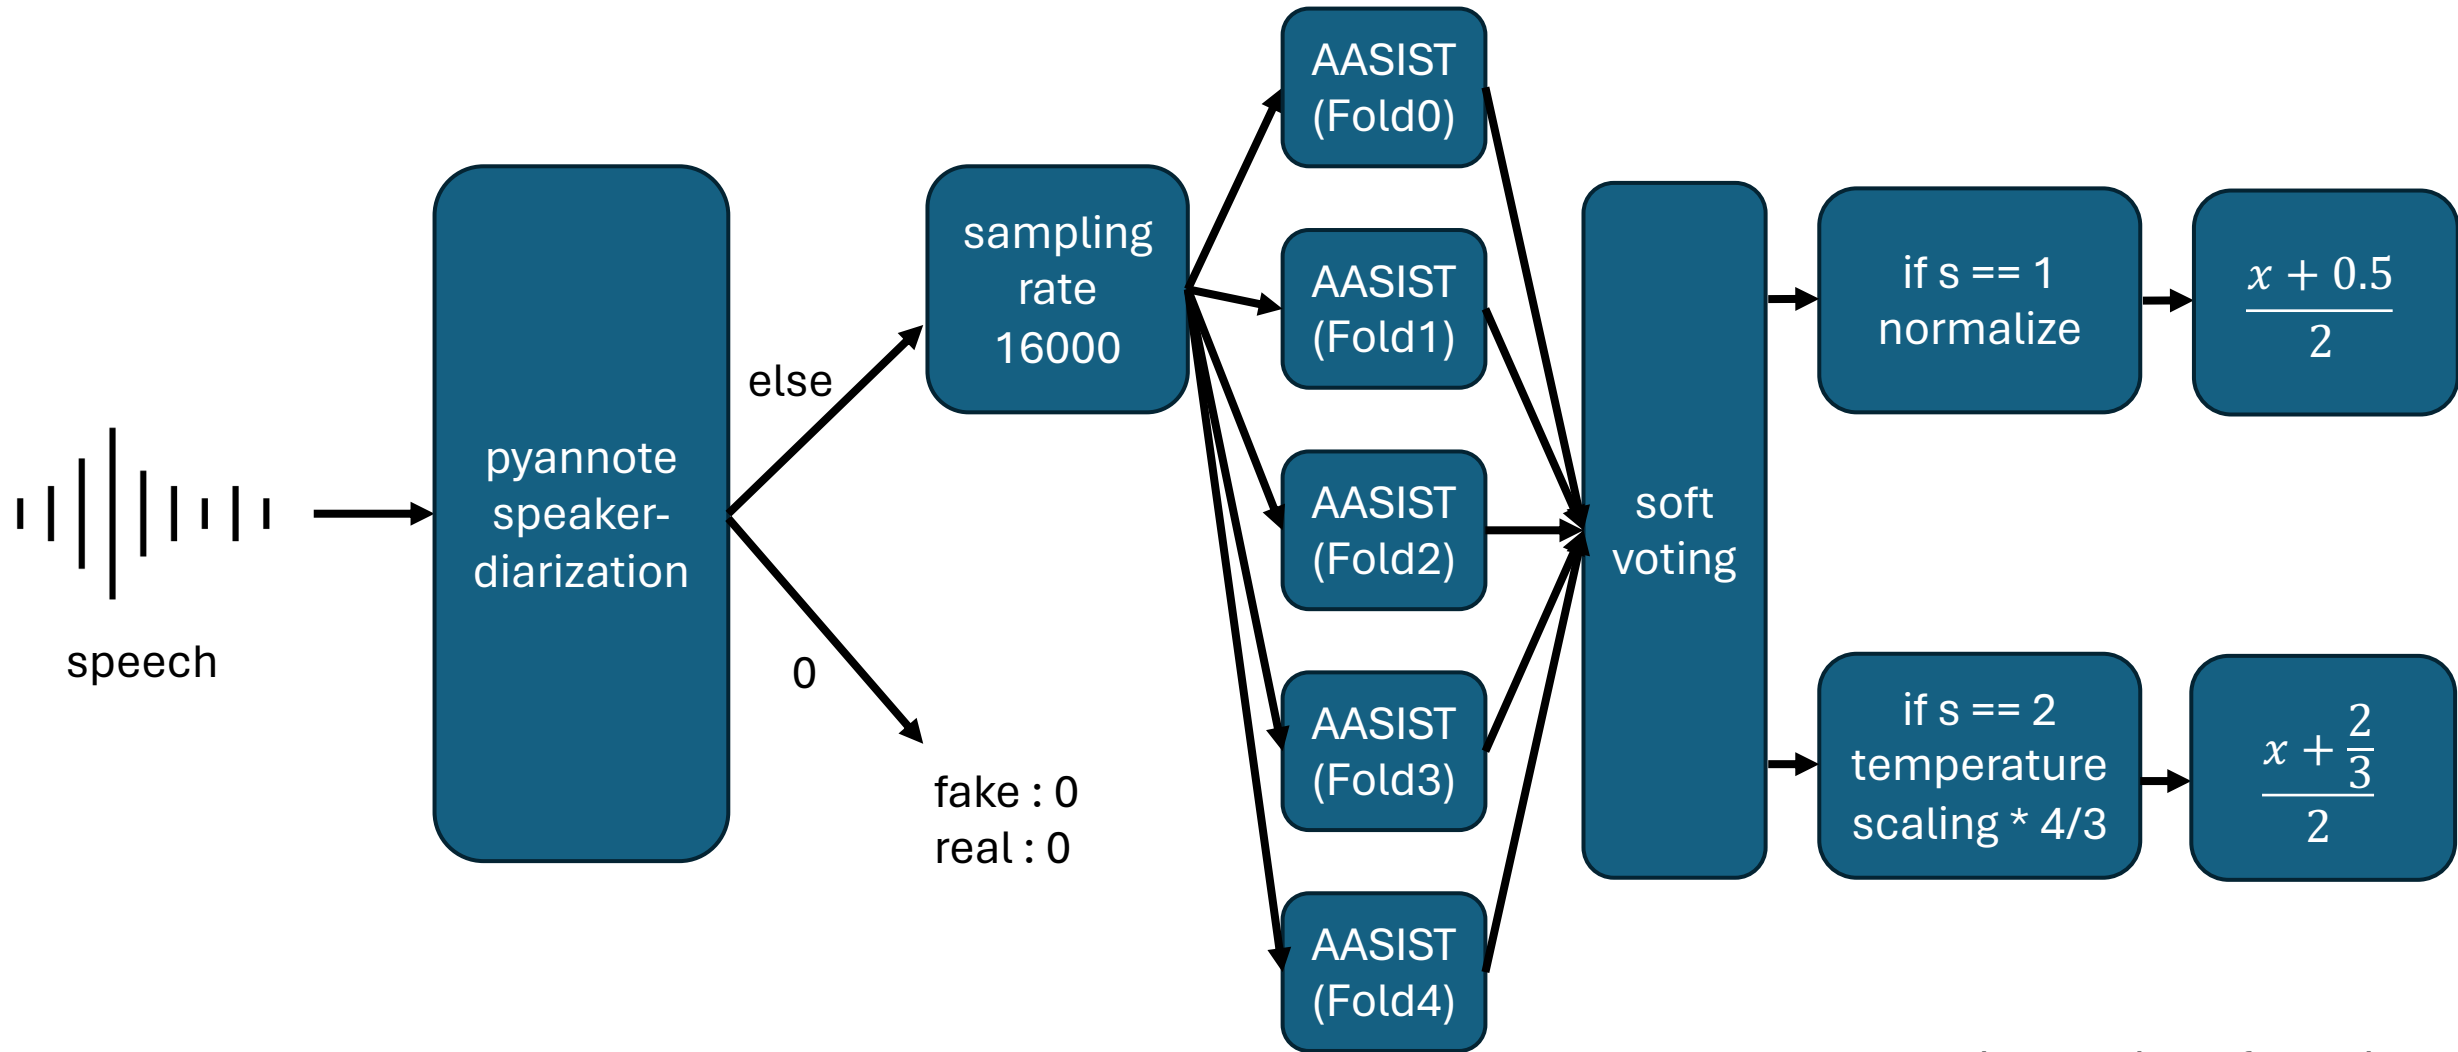 speech
pyannote
speaker-
diarization
else
0
fake : 0
real : 0
sampling
rate
16000
AASIST
(Fold0)
AASIST
(Fold1)
AASIST
(Fold2)
AASIST
(Fold3)
AASIST
(Fold4)
soft
voting
if s == 1
normalize
x + 0.5
2
if s == 2
temperature
scaling * 4/3
x + 2/3
2